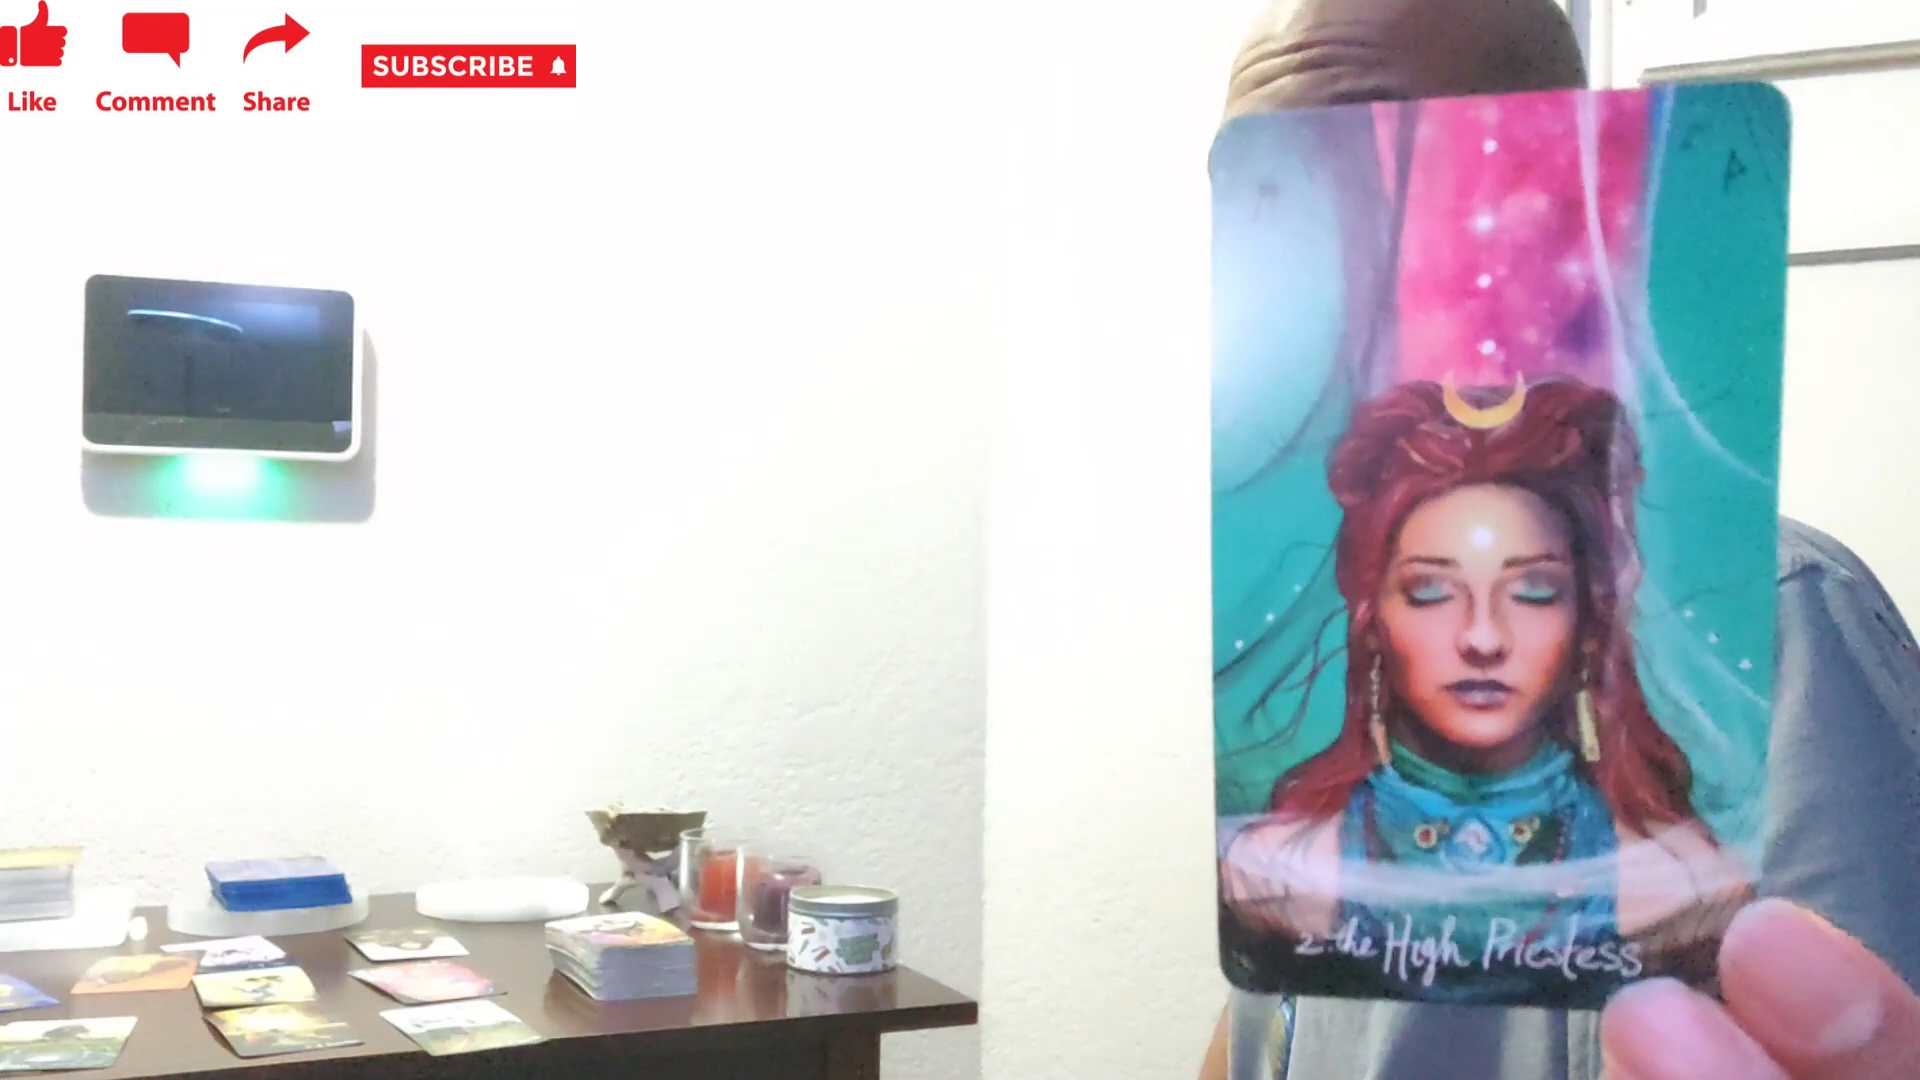 Like
Comment
Share
SUBSCRIBE
2. the High Priestess